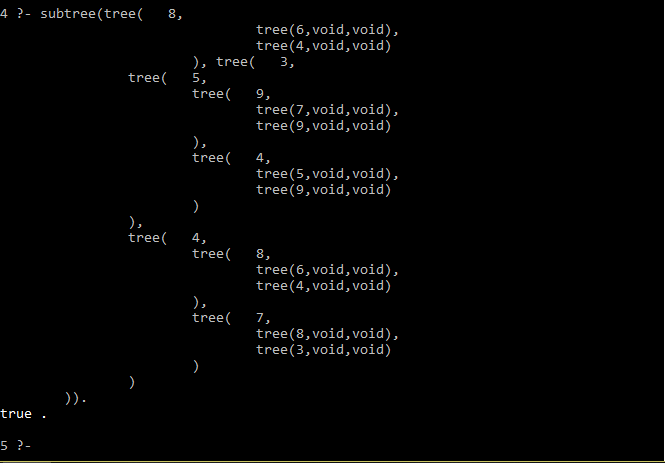 4 ?- subtree(tree(   8,
                                tree(6,void,void),
                                tree(4,void,void)
                        ), tree(   3,
                tree(   5,
                        tree(   9,
                                tree(7,void,void),
                                tree(9,void,void)
                        ),
                        tree(   4,
                                tree(5,void,void),
                                tree(9,void,void)
                        )
                ),
                tree(   4,
                        tree(   8,
                                tree(6,void,void),
                                tree(4,void,void)
                        ),
                        tree(   7,
                                tree(8,void,void),
                                tree(3,void,void)
                        )
                )
        )).
true .
5 ?-